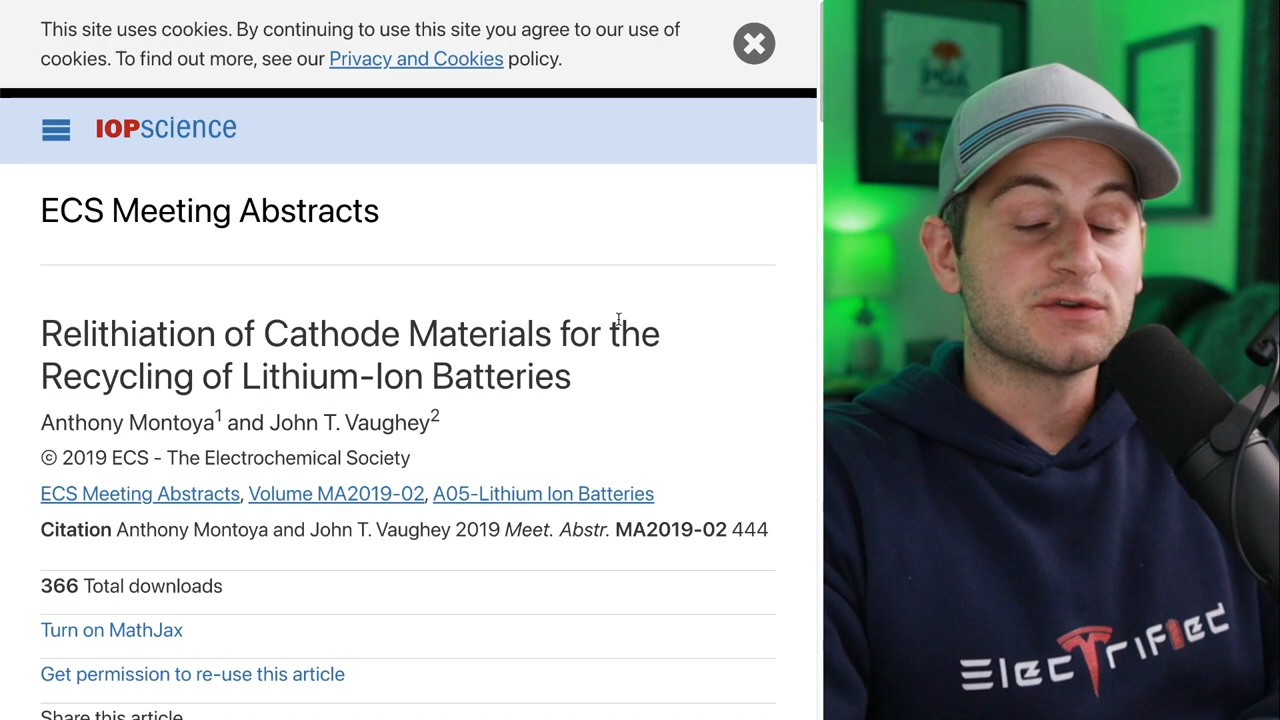 This site uses cookies. By continuing to use this site you agree to our use of
cookies. To find out more, see our Privacy and Cookies policy.
IOPscience
ECS Meeting Abstracts
Relithiation of Cathode Materials for the
Recycling of Lithium-Ion Batteries
Anthony Montoya1 and John T. Vaughey2
© 2019 ECS - The Electrochemical Society
ECS Meeting Abstracts, Volume MA2019-02, A05-Lithium Ion Batteries
Citation Anthony Montoya and John T. Vaughey 2019 Meet. Abstr. MA2019-02 444
366 Total downloads
Turn on MathJax
Get permission to re-use this article
Share this article
PGA
ElecTrified